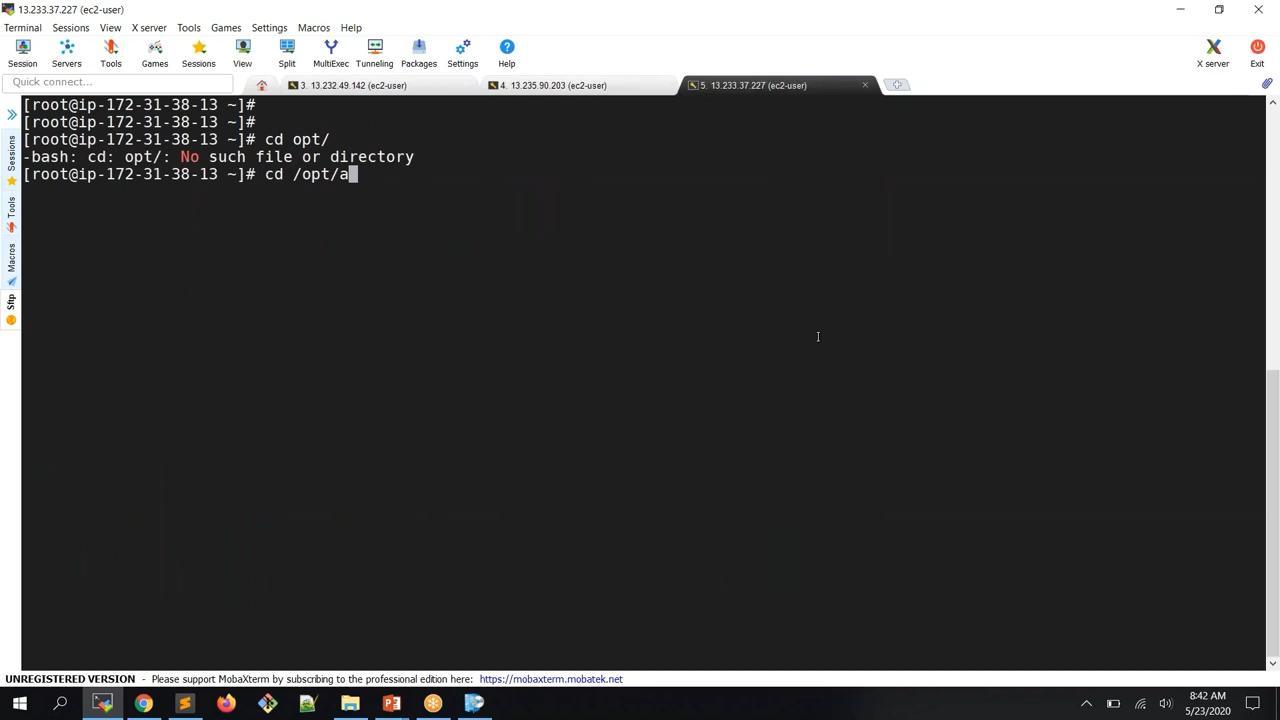 13.233.37.227 (ec2-user)
Terminal Sessions View X server Tools Games Settings Macros Help
Session Servers Tools Games Sessions View Split MultiExec Tunneling Packages Settings Help X server Exit
Quick connect...
3. 13.232.49.142 (ec2-user)
4. 13.235.90.203 (ec2-user)
5. 13.233.37.227 (ec2-user)
Sessions
Tools
Macros
Sftp
[root@ip-172-31-38-13 ~]#
[root@ip-172-31-38-13 ~]#
[root@ip-172-31-38-13 ~]# cd opt/
-bash: cd: opt/: No such file or directory
[root@ip-172-31-38-13 ~]# cd /opt/a
UNREGISTERED VERSION - Please support MobaXterm by subscribing to the professional edition here: https://mobaxterm.mobatek.net
8:42 AM
5/23/2020